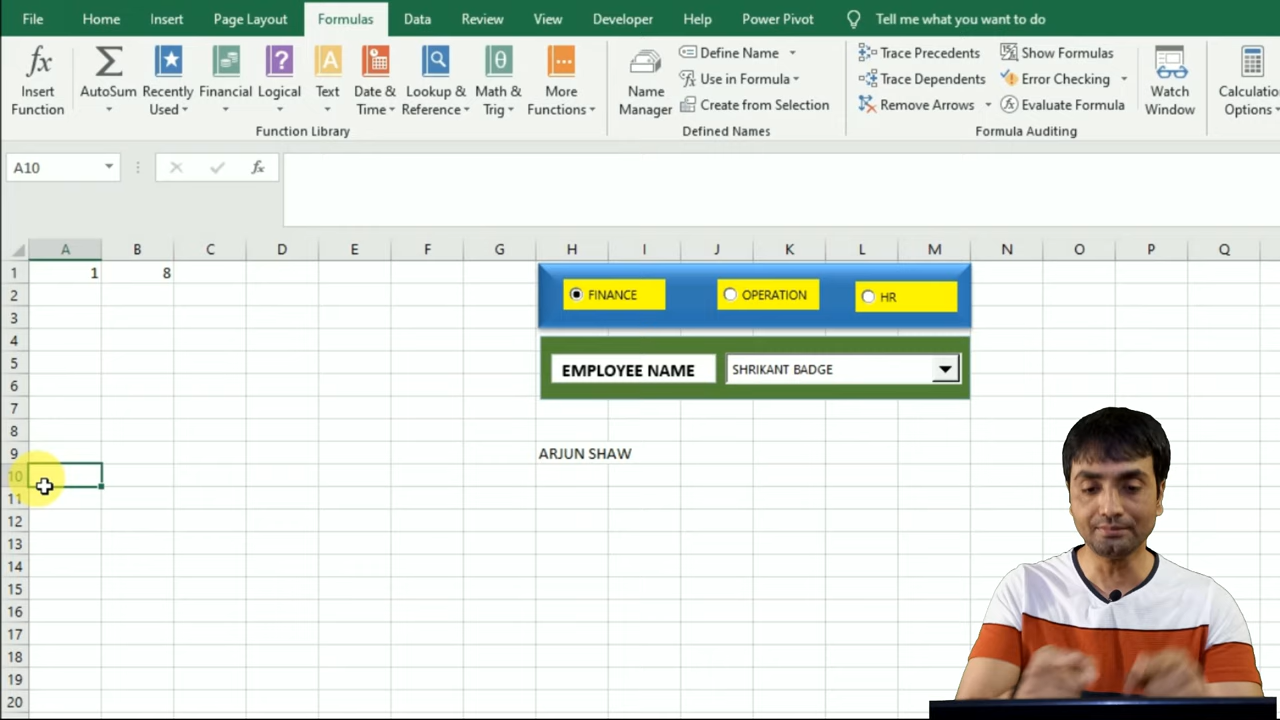 File Home Insert Page Layout Formulas Data Review View Developer Help Power Pivot Tell me what you want to do
fx Σ A θ
Insert Function
AutoSum
Recently Used
Financial
Logical
Text
Date & Time
Lookup & Reference
Math & Trig
More Functions
Function Library
Name Manager
Define Name
Use in Formula
Create from Selection
Defined Names
Trace Precedents
Trace Dependents
Remove Arrows
Show Formulas
Error Checking
Evaluate Formula
Formula Auditing
Watch Window
Calculatio
Options
A10 fx
A B C D E F G H I J K L M N O P Q
1 1 8
2 FINANCE OPERATION HR
3
4
5 EMPLOYEE NAME SHRIKANT BADGE
6
7
8
9 ARJUN SHAW
10
11
12
13
14
15
16
17
18
19
20